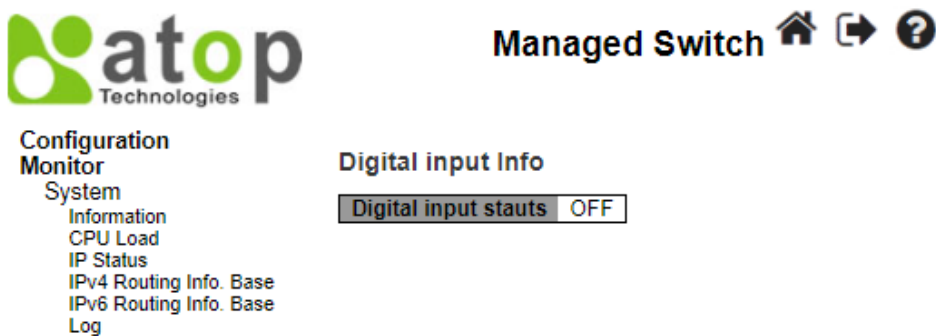 atop
Technologies
Managed Switch
Configuration
Monitor
System
Information
CPU Load
IP Status
IPv4 Routing Info. Base
IPv6 Routing Info. Base
Log
Digital input Info
Digital input stauts OFF